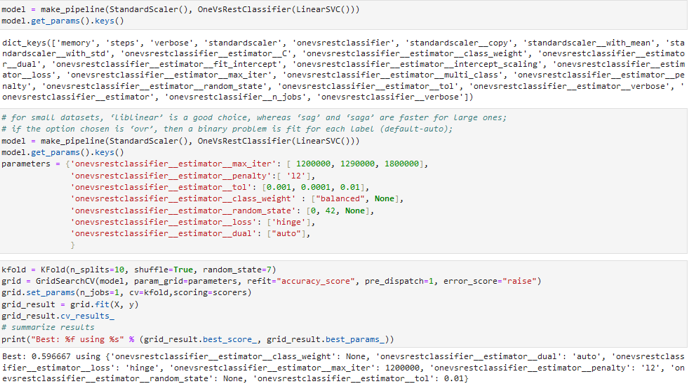 model = make_pipeline(StandardScaler(), OneVsRestClassifier(LinearSVC()))
model.get_params().keys()
dict_keys(['memory', 'steps', 'verbose', 'standardscaler', 'onevsrestclassifier', 'standardscaler__copy', 'standardscaler__with_mean', 'sta
ndardscaler__with_std', 'onevsrestclassifier__estimator__C', 'onevsrestclassifier__estimator__class_weight', 'onevsrestclassifier__estimato
r__dual', 'onevsrestclassifier__estimator__fit_intercept', 'onevsrestclassifier__estimator__intercept_scaling', 'onevsrestclassifier__estim
ator__loss', 'onevsrestclassifier__estimator__max_iter', 'onevsrestclassifier__estimator__multi_class', 'onevsrestclassifier__estimator__pe
nalty', 'onevsrestclassifier__estimator__random_state', 'onevsrestclassifier__estimator__tol', 'onevsrestclassifier__estimator__verbose', '
onevsrestclassifier__estimator', 'onevsrestclassifier__n_jobs', 'onevsrestclassifier__verbose'])
# for small datasets, 'liblinear' is a good choice, whereas 'sag' and 'saga' are faster for large ones;
# if the option chosen is 'ovr', then a binary problem is fit for each label (default-auto);
model = make_pipeline(StandardScaler(), OneVsRestClassifier(LinearSVC()))
model.get_params().keys()
parameters = {'onevsrestclassifier__estimator__max_iter': [ 1200000, 1290000, 1800000],
'onevsrestclassifier__estimator__penalty':[ 'l2'],
'onevsrestclassifier__estimator__tol': [0.001, 0.0001, 0.01],
'onevsrestclassifier__estimator__class_weight' : ["balanced", None],
'onevsrestclassifier__estimator__random_state': [0, 42, None],
'onevsrestclassifier__estimator__loss': ['hinge'],
'onevsrestclassifier__estimator__dual': ["auto"],
}
kfold = KFold(n_splits=10, shuffle=True, random_state=7)
grid = GridSearchCV(model, param_grid=parameters, refit="accuracy_score", pre_dispatch=1, error_score="raise")
grid.set_params(n_jobs=1, cv=kfold,scoring=scorers)
grid_result = grid.fit(X, y)
grid_result.cv_results_
# summarize results
print("Best: %f using %s" % (grid_result.best_score_, grid_result.best_params_))
Best: 0.596667 using {'onevsrestclassifier__estimator__class_weight': None, 'onevsrestclassifier__estimator__dual': 'auto', 'onevsrestclass
ifier__estimator__loss': 'hinge', 'onevsrestclassifier__estimator__max_iter': 1200000, 'onevsrestclassifier__estimator__penalty': 'l2', 'on
evsrestclassifier__estimator__random_state': None, 'onevsrestclassifier__estimator__tol': 0.01}